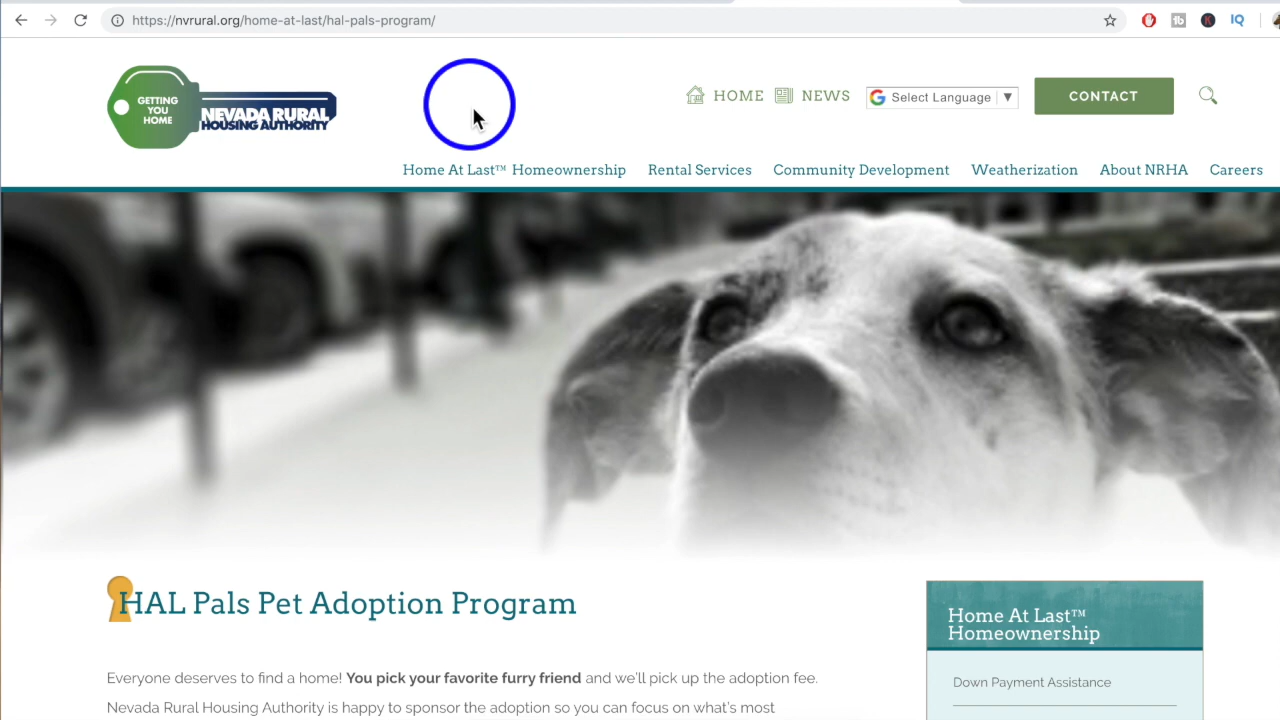 https://nvrural.org/home-at-last/hal-pals-program/
GETTING
YOU
HOME
NEVADA RURAL
HOUSING AUTHORITY
HOME
NEWS
Select Language
CONTACT
Home At Last™ Homeownership
Rental Services
Community Development
Weatherization
About NRHA
Careers
HAL Pals Pet Adoption Program
Everyone deserves to find a home! You pick your favorite furry friend and we'll pick up the adoption fee.
Nevada Rural Housing Authority is happy to sponsor the adoption so you can focus on what's most
Home At Last™
Homeownership
Down Payment Assistance